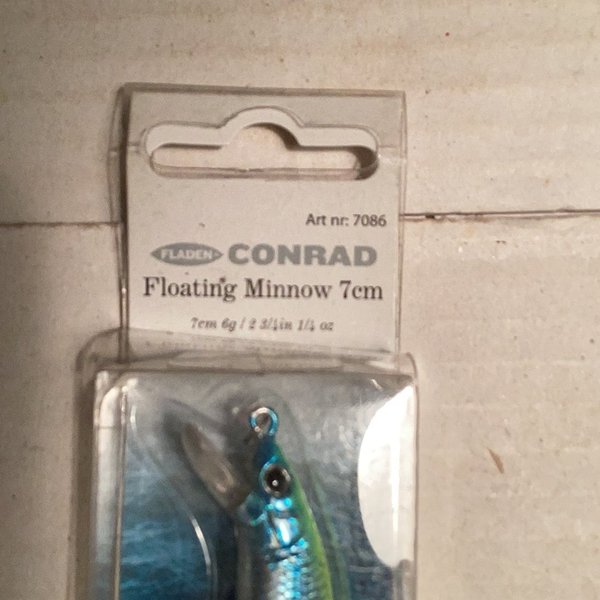 Art nr: 7086
FLADEN CONRAD
Floating Minnow 7cm
7cm 6g / 2 3/4in 1/4 oz